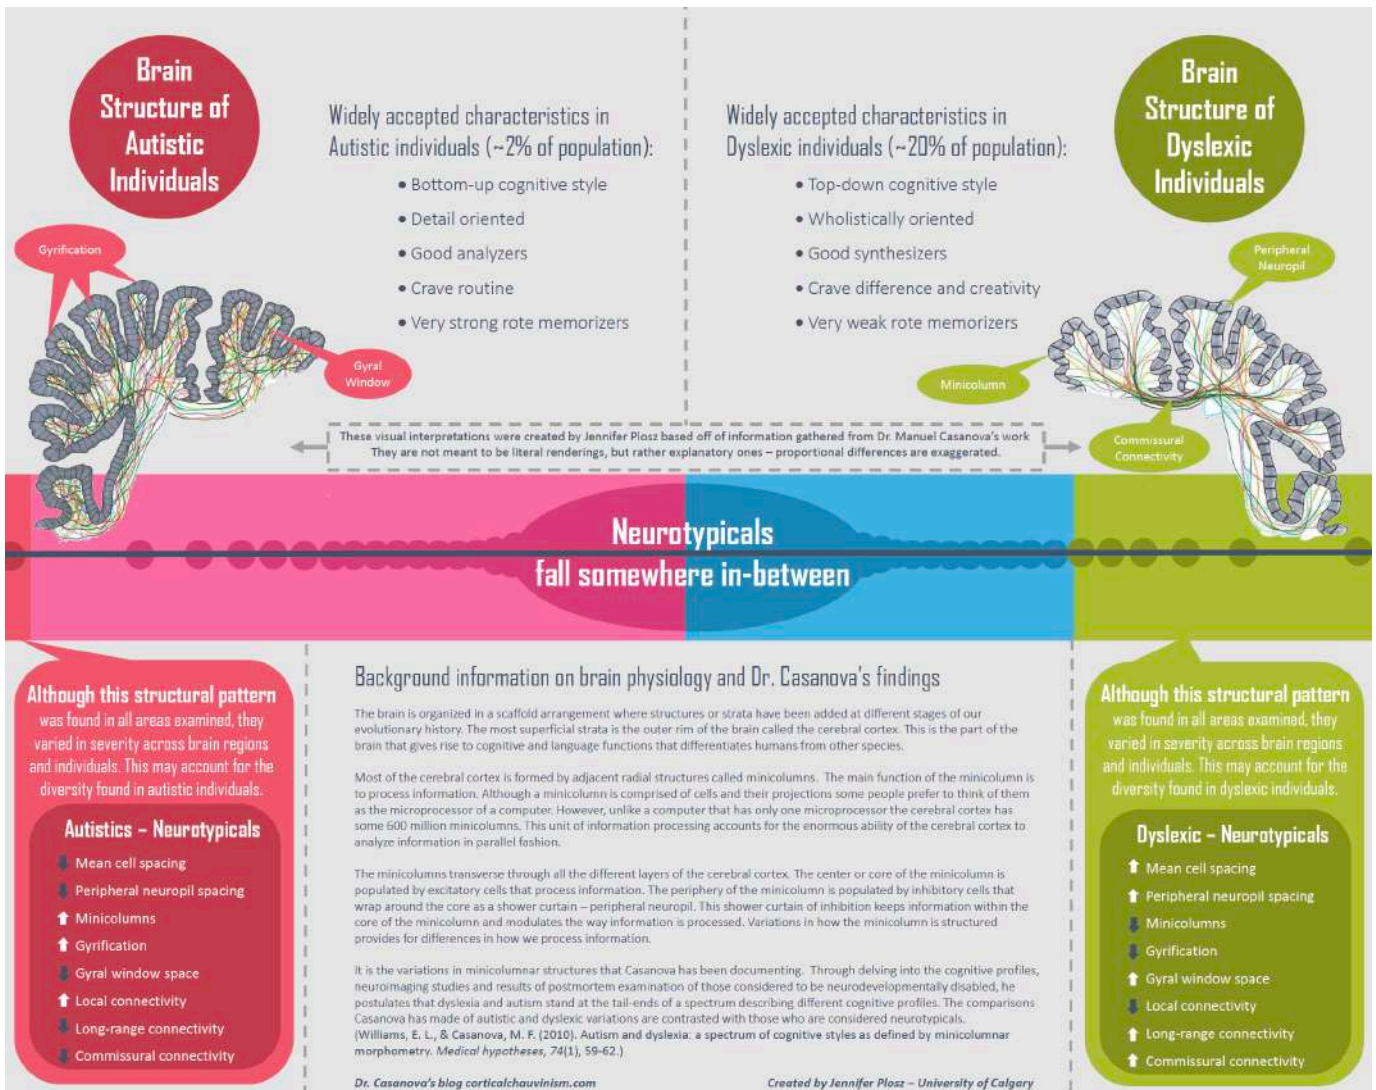 Brain
Structure of
Autistic
Individuals
Widely accepted characteristics in
Autistic individuals (~2% of population):
• Bottom-up cognitive style
• Detail oriented
• Good analyzers
• Crave routine
• Very strong rote memorizers
Widely accepted characteristics in
Dyslexic individuals (~20% of population):
• Top-down cognitive style
• Wholistically oriented
• Good synthesizers
• Crave difference and creativity
• Very weak rote memorizers
Brain
Structure of
Dyslexic
Individuals
Gyrification
Gyral
Window
Peripheral
Neuropil
Minicolumn
Commissural
Connectivity
These visual interpretations were created by Jennifer Plosz based off of information gathered from Dr. Manuel Casanova's work
They are not meant to be literal renderings, but rather explanatory ones – proportional differences are exaggerated.
Neurotypicals
fall somewhere in-between
Although this structural pattern
was found in all areas examined, they
varied in severity across brain regions
and individuals. This may account for the
diversity found in autistic individuals.
Autistics – Neurotypicals
Mean cell spacing
Peripheral neuropil spacing
Minicolumns
Gyrification
Gyral window space
Local connectivity
Long-range connectivity
Commissural connectivity
Background information on brain physiology and Dr. Casanova's findings
The brain is organized in a scaffold arrangement where structures or strata have been added at different stages of our
evolutionary history. The most superficial strata is the outer rim of the brain called the cerebral cortex. This is the part of the
brain that gives rise to cognitive and language functions that differentiates humans from other species.
Most of the cerebral cortex is formed by adjacent radial structures called minicolumns. The main function of the minicolumn is
to process information. Although a minicolumn is comprised of cells and their projections some people prefer to think of them
as the microprocessor of a computer. However, unlike a computer that has only one microprocessor the cerebral cortex has
some 600 million minicolumns. This unit of information processing accounts for the enormous ability of the cerebral cortex to
analyze information in parallel fashion.
The minicolumns transverse through all the different layers of the cerebral cortex. The center or core of the minicolumn is
populated by excitatory cells that process information. The periphery of the minicolumn is populated by inhibitory cells that
wrap around the core as a shower curtain – peripheral neuropil. This shower curtain of inhibition keeps information within the
core of the minicolumn and modulates the way information is processed. Variations in how the minicolumn is structured
provides for differences in how we process information.
It is the variations in minicolumnar structures that Casanova has been documenting. Through delving into the cognitive profiles,
neuroimaging studies and results of postmortem examination of those considered to be neurodevelopmentally disabled, he
postulates that dyslexia and autism stand at the tail-ends of a spectrum describing different cognitive profiles. The comparisons
Casanova has made of autistic and dyslexic variations are contrasted with those who are considered neurotypicals.
(Williams, E. L., & Casanova, M. F. (2010). Autism and dyslexia: a spectrum of cognitive styles as defined by minicolumnar
morphometry. Medical hypotheses, 74(1), 59-62.)
Dr. Casanova's blog corticalchauvinism.com
Created by Jennifer Plosz – University of Calgary
Although this structural pattern
was found in all areas examined, they
varied in severity across brain regions
and individuals. This may account for the
diversity found in dyslexic individuals.
Dyslexic – Neurotypicals
Mean cell spacing
Peripheral neuropil spacing
Minicolumns
Gyrification
Gyral window space
Local connectivity
Long-range connectivity
Commissural connectivity